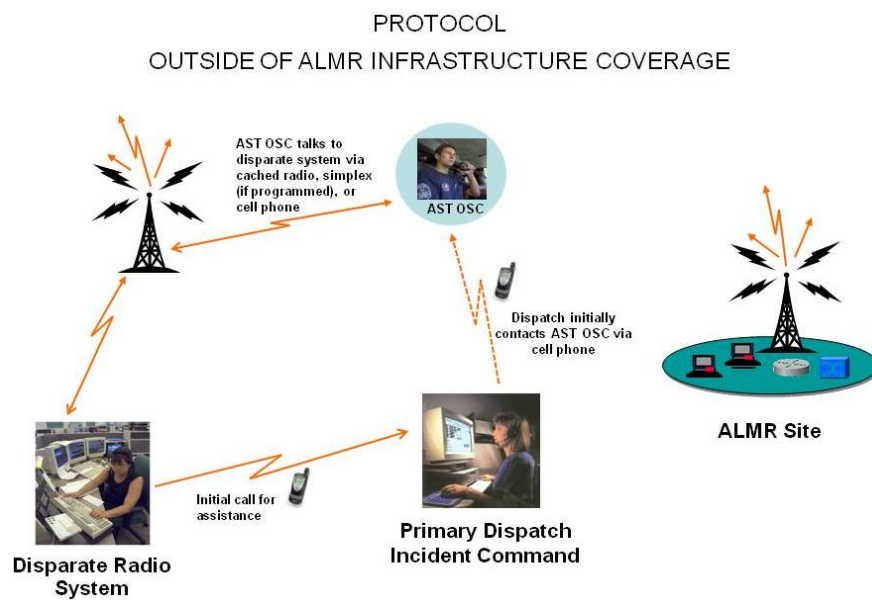 PROTOCOL
OUTSIDE OF ALMR INFRASTRUCTURE COVERAGE
AST OSC talks to
disparate system via
cached radio, simplex
(if programmed), or
cell phone
AST OSC
Dispatch initially
contacts AST OSC via
cell phone
ALMR Site
Initial call for
assistance
Primary Dispatch
Incident Command
Disparate Radio
System